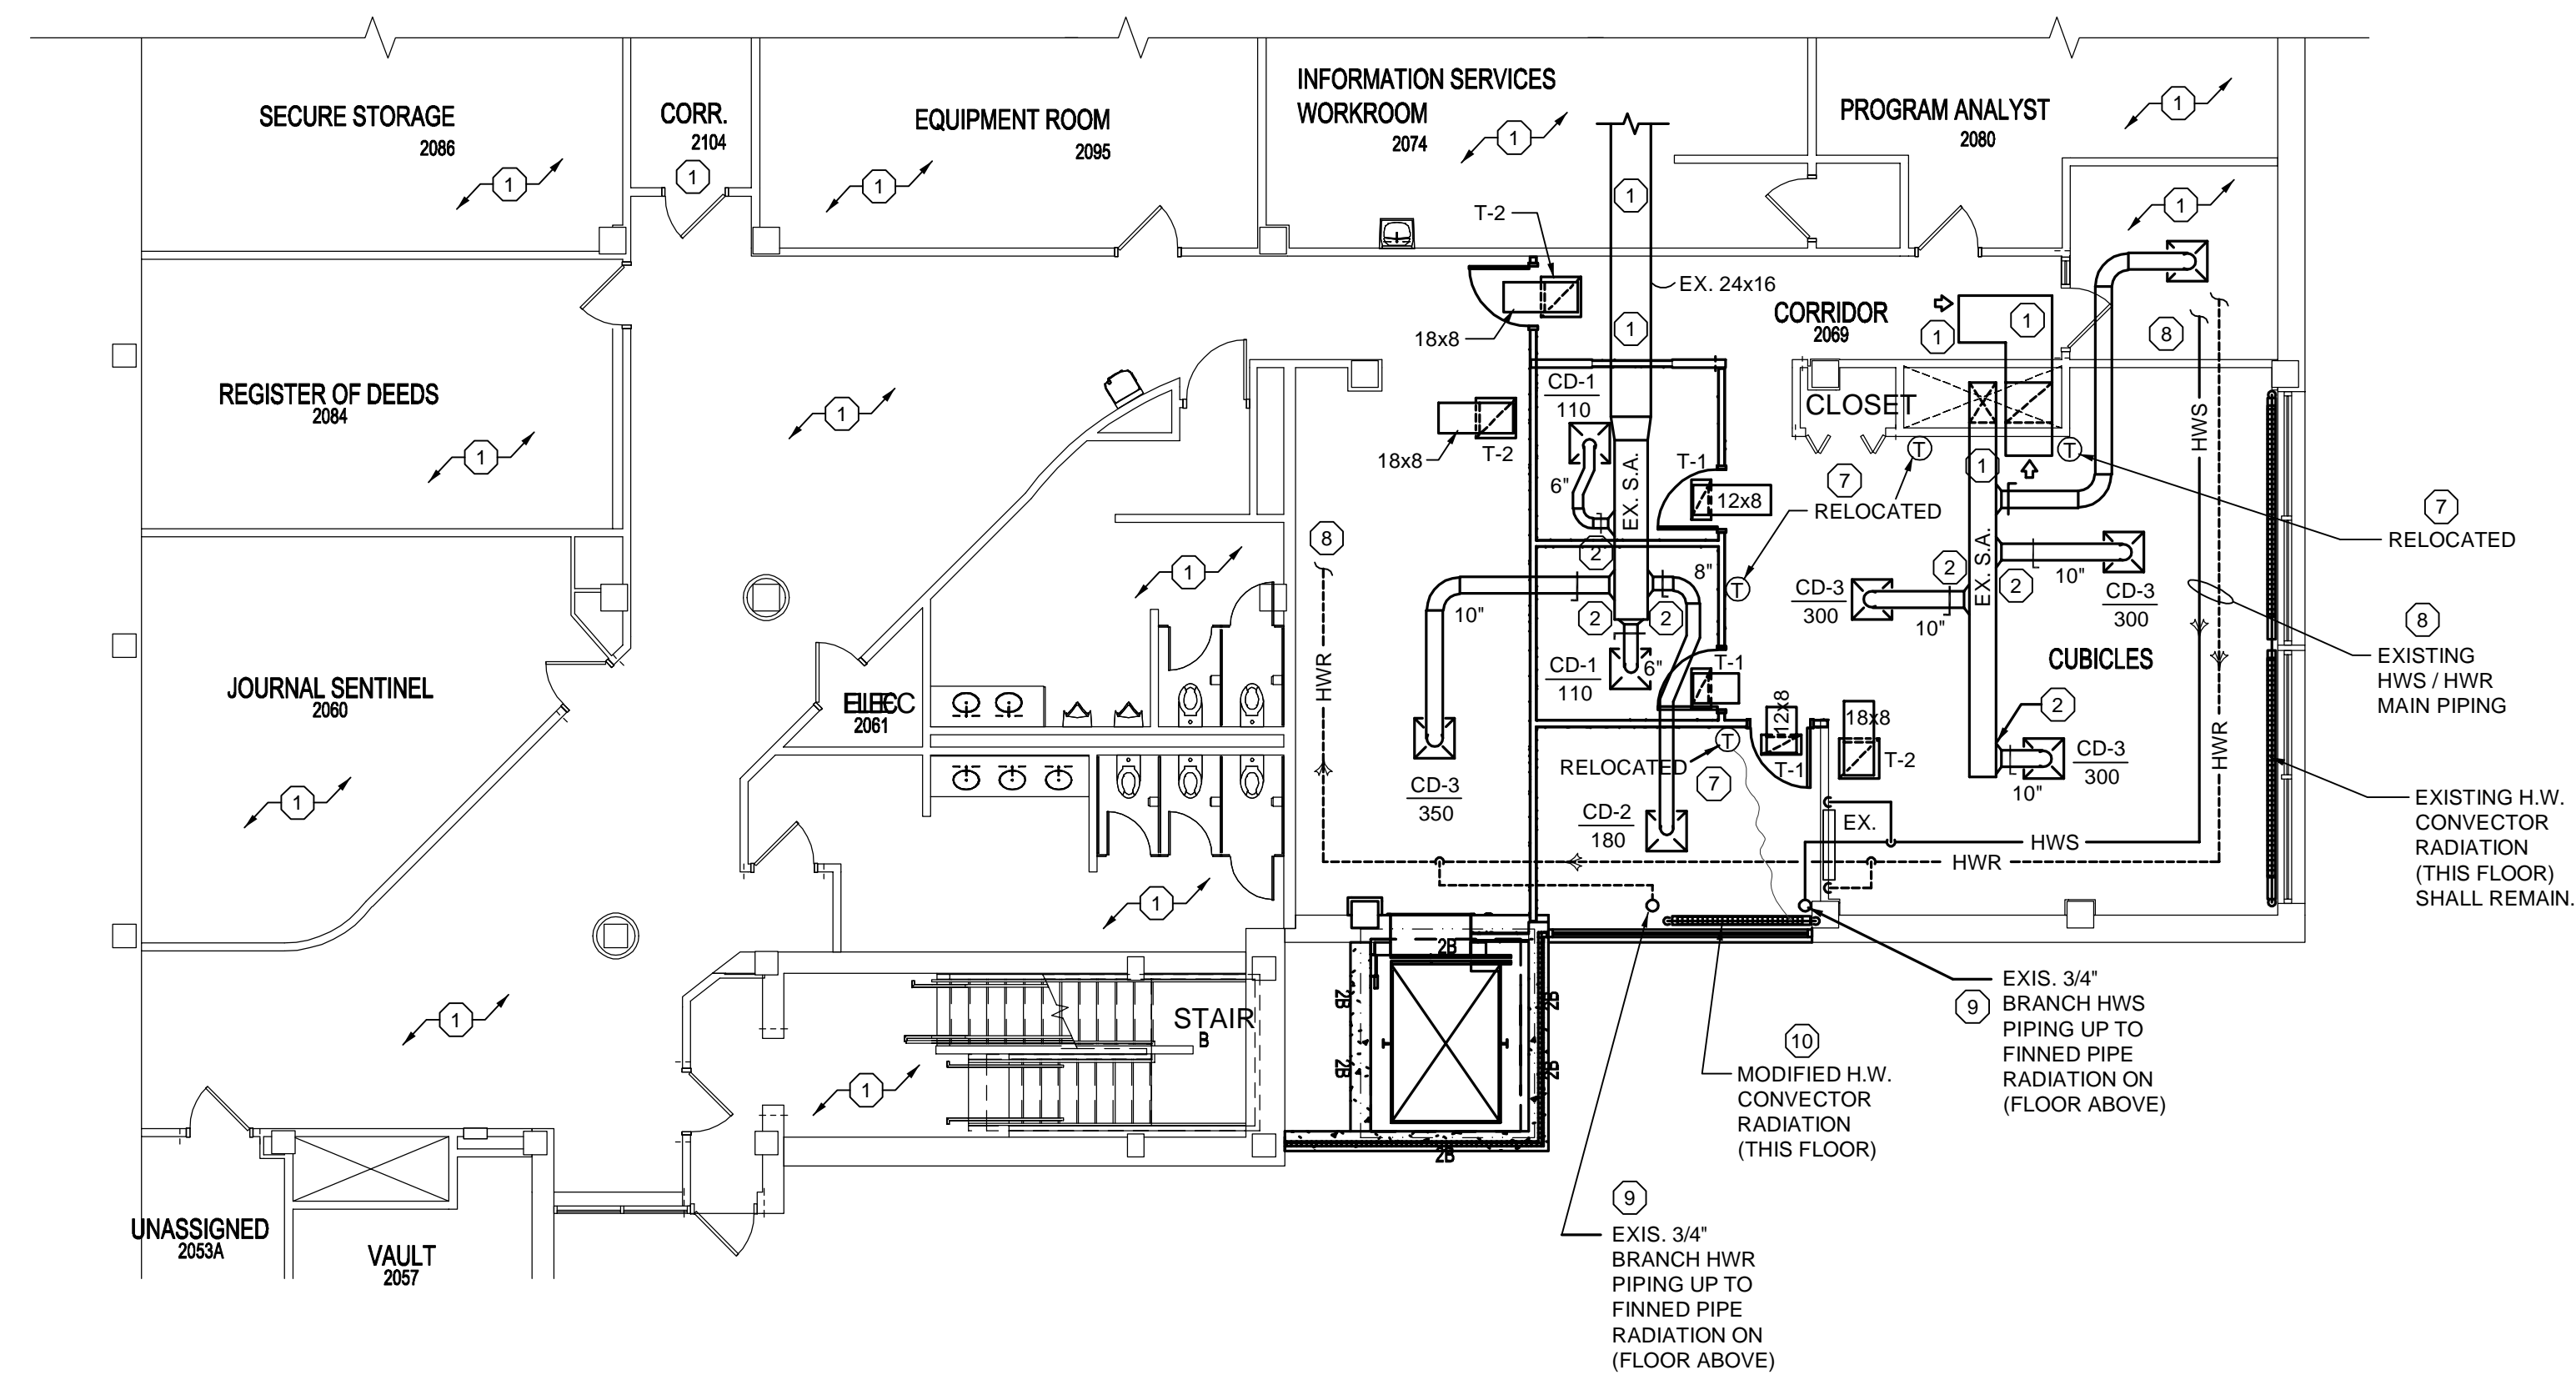 SECURE STORAGE
2086
1
CORR.
2104
1
EQUIPMENT ROOM
2095
1
INFORMATION SERVICES
WORKROOM
2074
1
1
PROGRAM ANALYST
2080
1
1
T-2
18x8
EX. 24x16
1
CORRIDOR
2069
1
1
8
REGISTER OF DEEDS
2084
1
1
18x8
T-2
CD-1
110
6"
EX. S.A.
T-1
12x8
CLOSET
T
T
7
RELOCATED
1
HWS
7
RELOCATED
8
1
2
8"
T
10"
2
2
CD-3
300
2
10"
EX. S.A.
2
10"
CD-3
300
8
EXISTING
HWS / HWR
MAIN PIPING
HWR
JOURNAL SENTINEL
2060
1
ELEC
2061
CD-1
110
6"
T-1
CUBICLES
2
12x8
18x8
T
RELOCATED
7
T-1
T-2
CD-3
300
10"
HWR
CD-3
350
CD-2
180
EX.
HWS
HWR
EXISTING H.W.
CONVECTOR
RADIATION
(THIS FLOOR)
SHALL REMAIN.
1
1
STAIR
B
1
2B
2B
2B
2B
2B
2B
10
MODIFIED H.W.
CONVECTOR
RADIATION
(THIS FLOOR)
9
EXIS. 3/4"
BRANCH HWS
PIPING UP TO
FINNED PIPE
RADIATION ON
(FLOOR ABOVE)
9
EXIS. 3/4"
BRANCH HWR
PIPING UP TO
FINNED PIPE
RADIATION ON
(FLOOR ABOVE)
UNASSIGNED
2053A
VAULT
2057